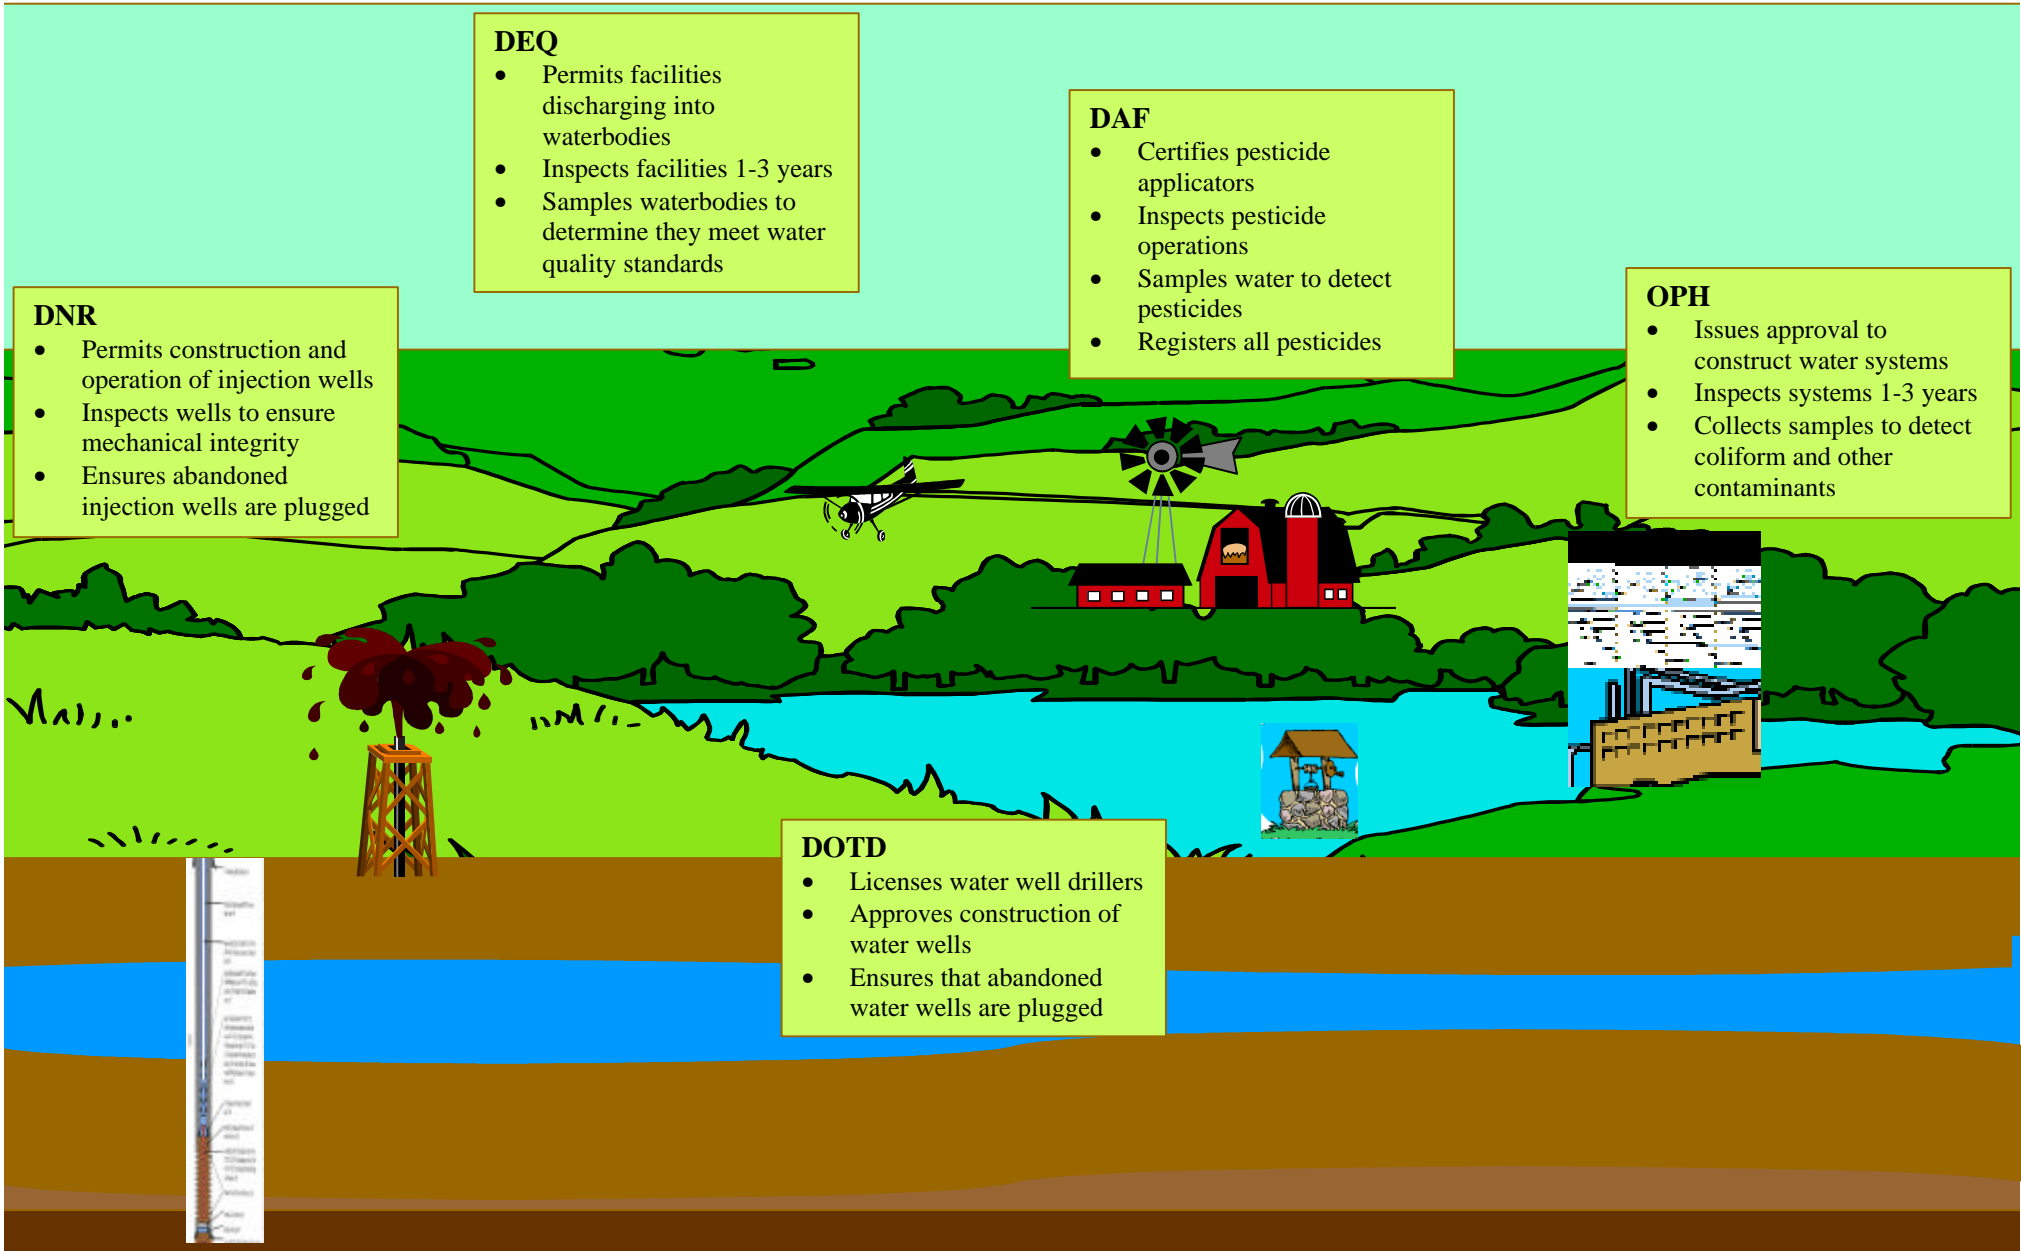 DEQ
• Permits facilities
discharging into
waterbodies
• Inspects facilities 1-3 years
• Samples waterbodies to
determine they meet water
quality standards
DAF
• Certifies pesticide
applicators
• Inspects pesticide
operations
• Samples water to detect
pesticides
• Registers all pesticides
DNR
• Permits construction and
operation of injection wells
• Inspects wells to ensure
mechanical integrity
• Ensures abandoned
injection wells are plugged
OPH
• Issues approval to
construct water systems
• Inspects systems 1-3 years
• Collects samples to detect
coliform and other
contaminants
DOTD
• Licenses water well drillers
• Approves construction of
water wells
• Ensures that abandoned
water wells are plugged